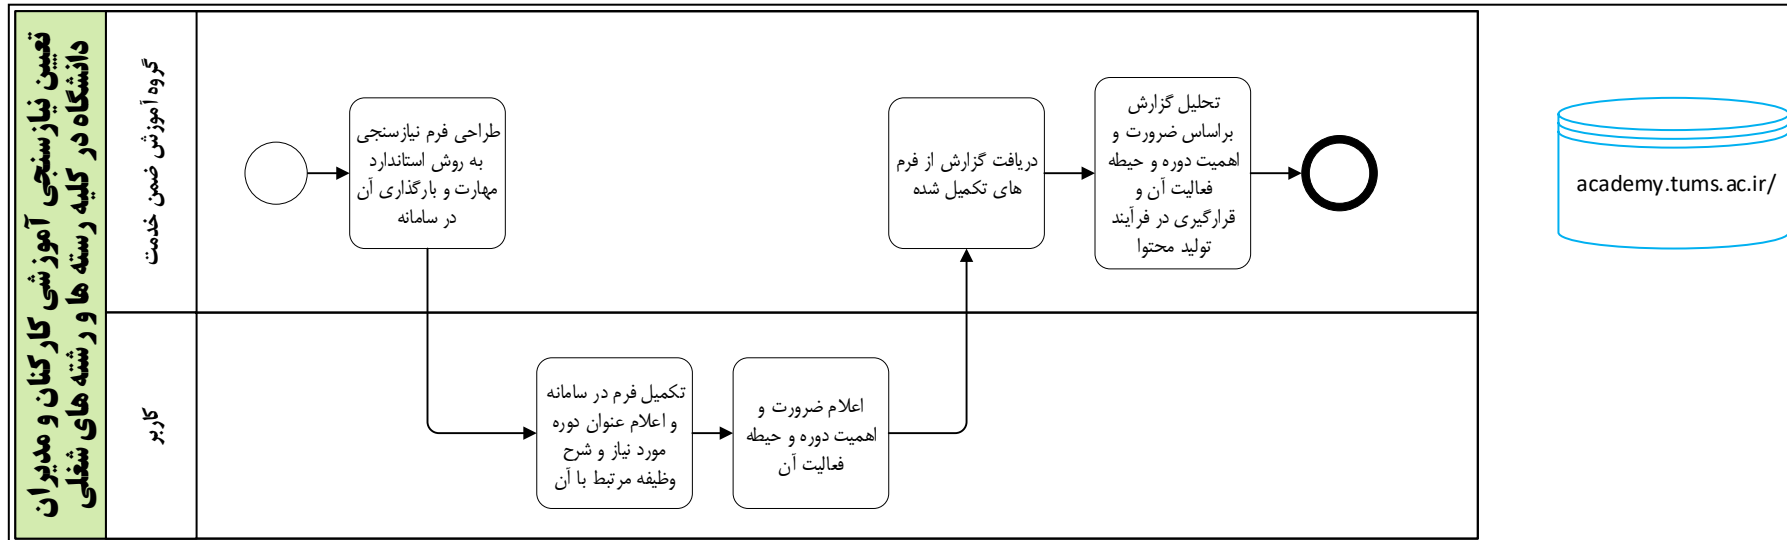 تعیین نیازسنجی آموزشی کارکنان و مدیران
دانشگاه در کلیه رسته ها و رشته های شغلی
گروه آموزش ضمن خدمت
طراحی فرم نیازسنجی
به روش استاندارد
مهارت و بارگذاری آن
در سامانه
دریافت گزارش از فرم
های تکمیل شده
تحلیل گزارش
براساس ضرورت و
اهمیت دوره و حیطه
فعالیت آن و
قرارگیری در فرآیند
تولید محتوا
کاربر
تکمیل فرم در سامانه
و اعلام عنوان دوره
مورد نیاز و شرح
وظیفه مرتبط با آن
اعلام ضرورت و
اهمیت دوره و حیطه
فعالیت آن
academy.tums.ac.ir/